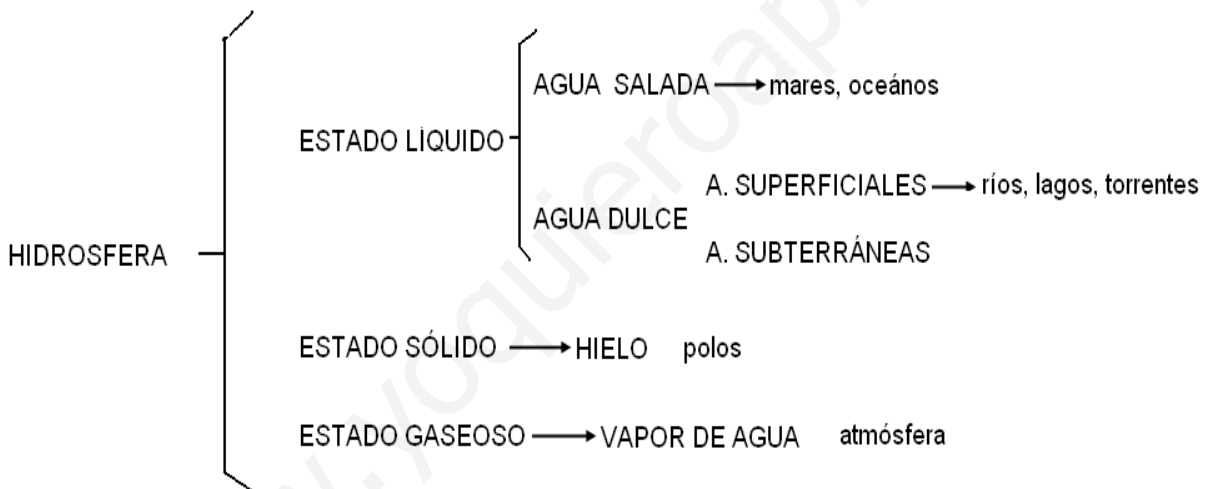 AGUA SALADA → mares, oceános
ESTADO LÍQUIDO
A. SUPERFICIALES → ríos, lagos, torrentes
AGUA DULCE
HIDROSFERA
A. SUBTERRÁNEAS
ESTADO SÓLIDO → HIELO polos
ESTADO GASEOSO → VAPOR DE AGUA atmósfera